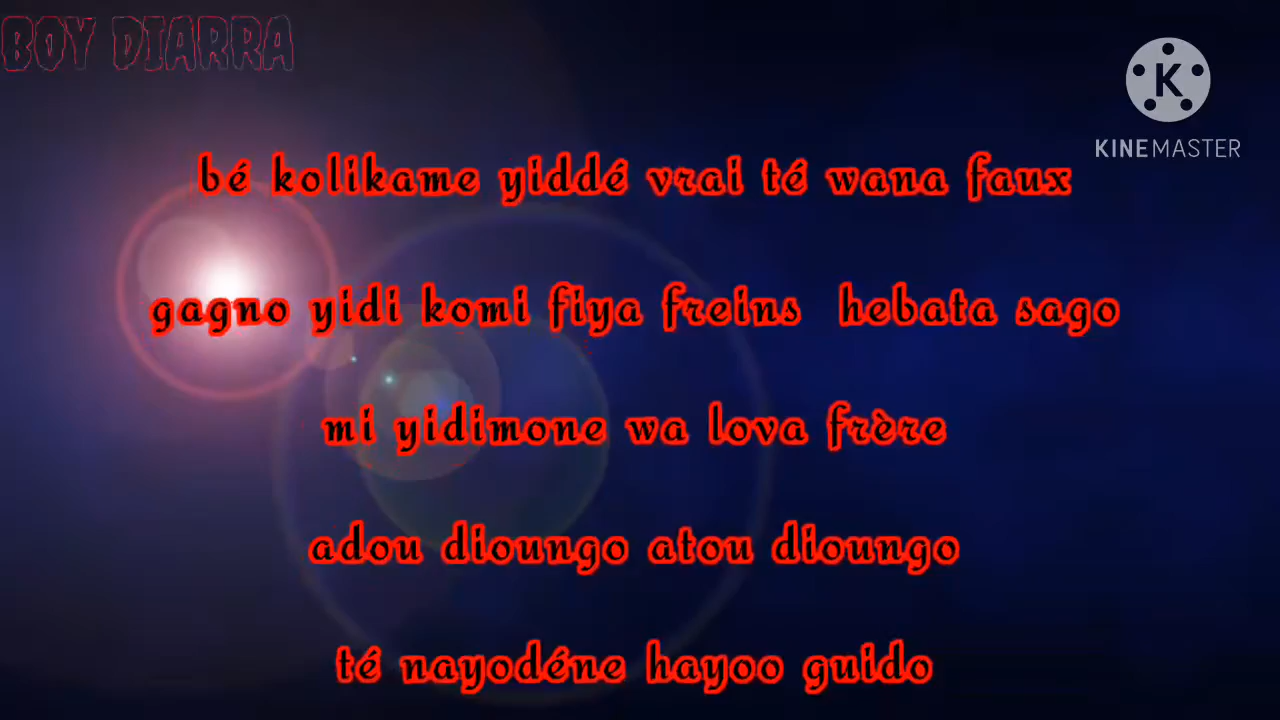 BOY DIARRA
K
KINEMASTER
bé kolikame yiddé vrai té wana faux
gagno yidi komi fiya freins hebata sago
mi yidimone wa lova frère
adou dioungo atou dioungo
té nayodéne hayoo guido